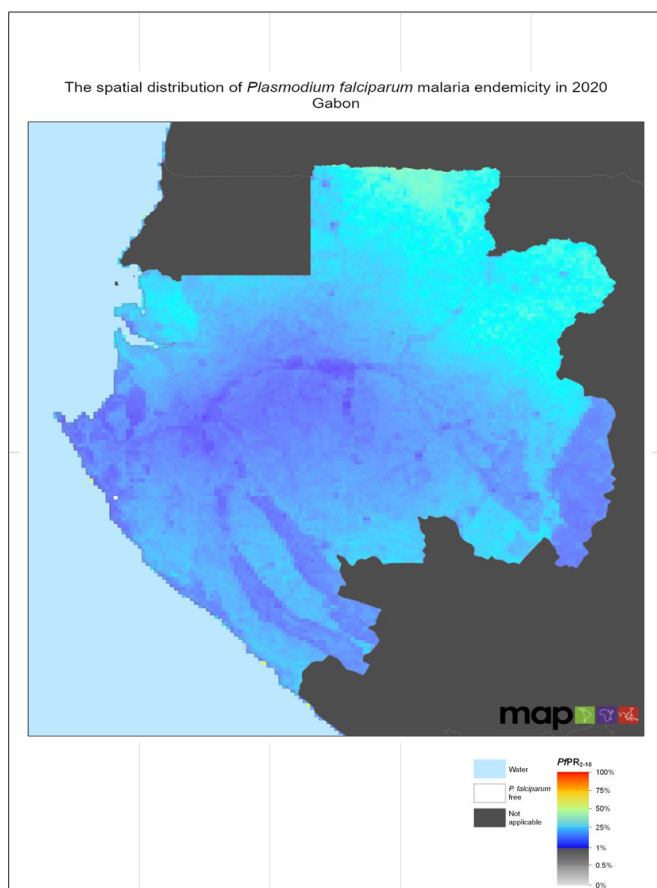 The spatial distribution of Plasmodium falciparum malaria endemicity in 2020
Gabon
map
Water
P. falciparum
free
Not
applicable
PfPR2-10
100%
75%
50%
25%
1%
0.5%
0%